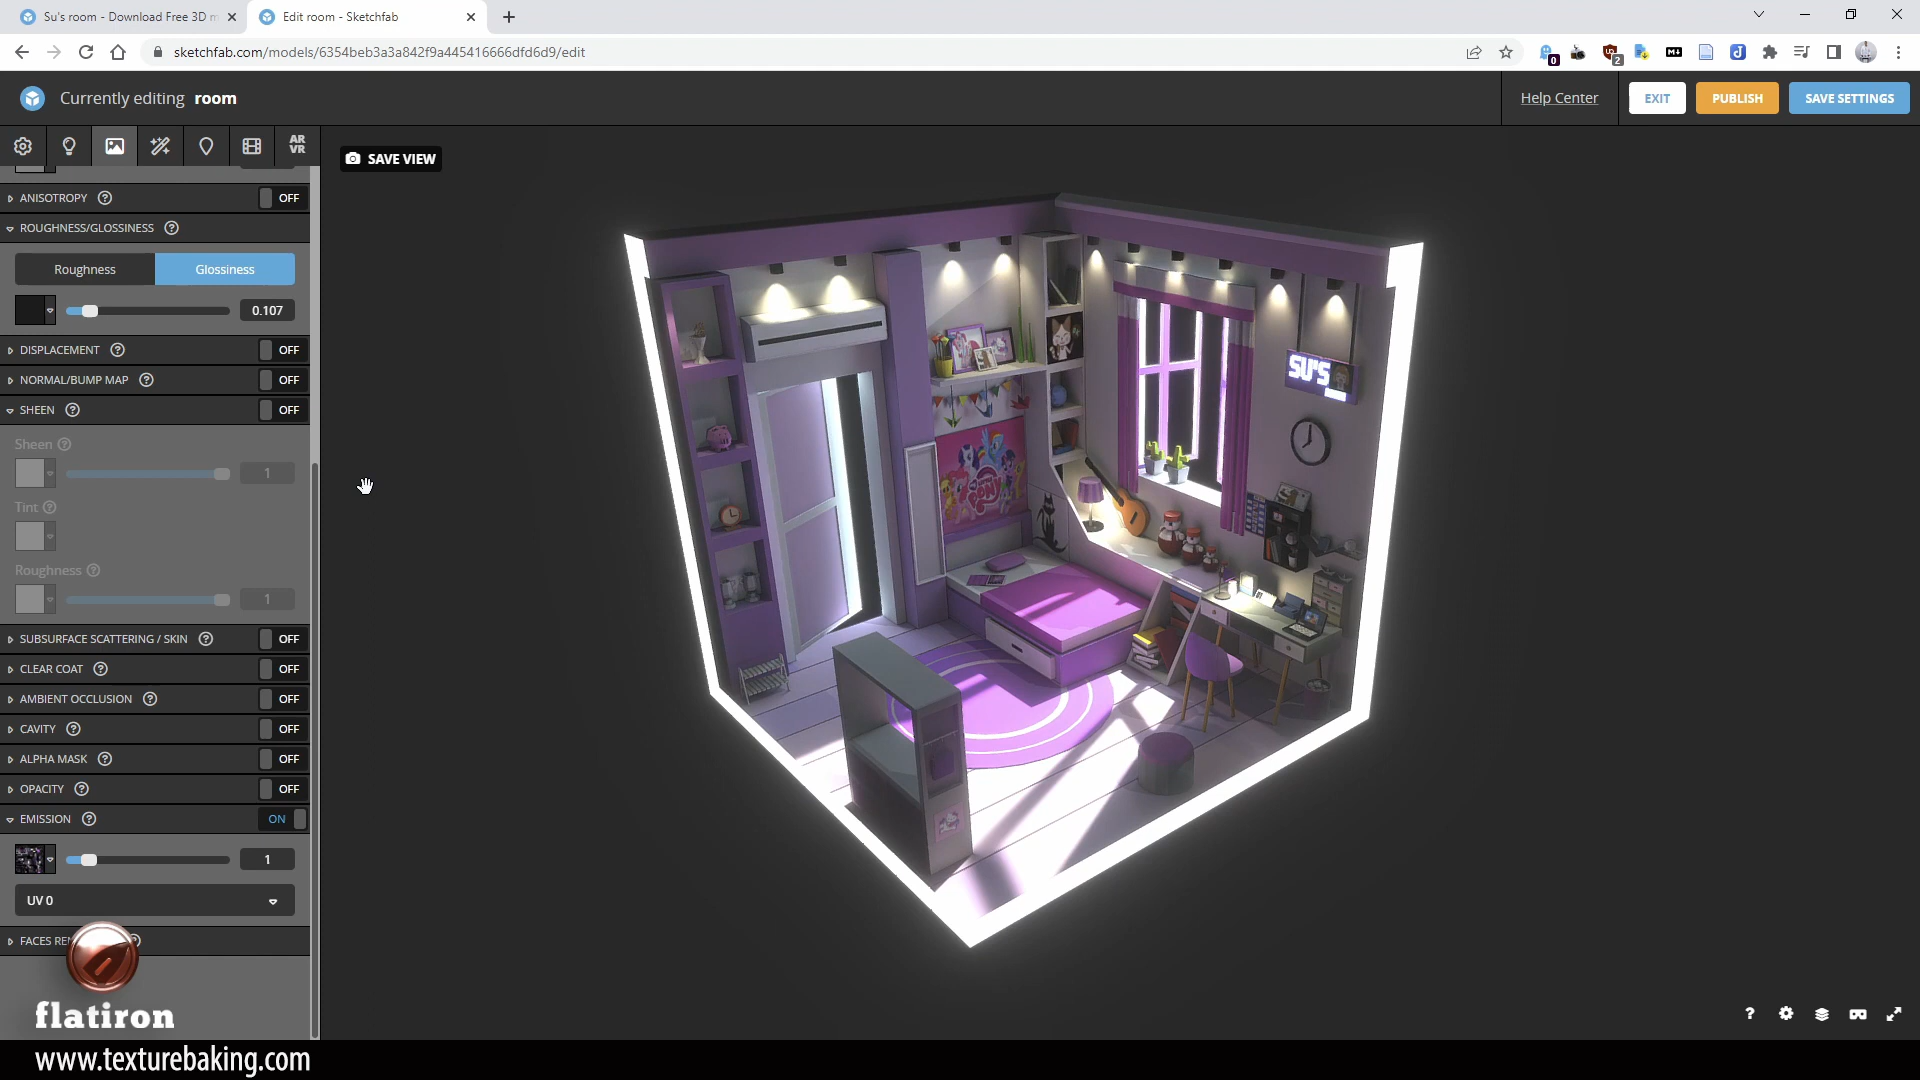 Su's room - Download Free 3D m
Edit room - Sketchfab
sketchfab.com/models/6354beb3a3a842f9a445416666dfd6d9/edit
0
2
Currently editing room
Help Center
EXIT
PUBLISH
SAVE SETTINGS
AR
VR
SAVE VIEW
ANISOTROPY ? OFF
ROUGHNESS/GLOSSINESS ?
Roughness
Glossiness
0.107
DISPLACEMENT ? OFF
NORMAL/BUMP MAP ? OFF
SHEEN ? OFF
Sheen ?
1
Tint ?
Roughness ?
1
SUBSURFACE SCATTERING / SKIN ? OFF
CLEAR COAT ? OFF
AMBIENT OCCLUSION ? OFF
CAVITY ? OFF
ALPHA MASK ? OFF
OPACITY ? OFF
EMISSION ? ON
1
UV 0
FACES RE
flatiron
www.texturebaking.com
SU'S
my LITTLE PONY
?